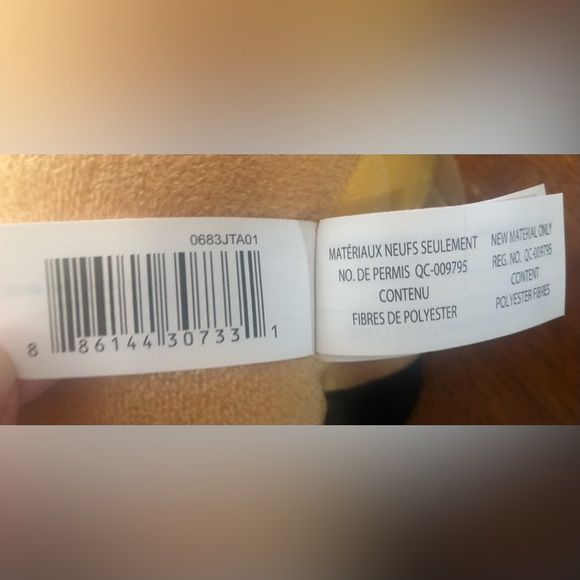 0683JTA01
8 86144 30733 1
MATÉRIAUX NEUFS SEULEMENT
NO. DE PERMIS QC-009795
CONTENU
FIBRES DE POLYESTER
NEW MATERIAL ONLY
REG. NO. QC-009795
CONTENT
POLYESTER FIBRES